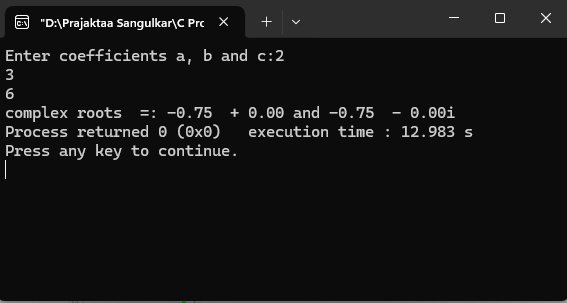 "D:\Prajaktaa Sangulkar\C Prc
Enter coefficients a, b and c:2
3
6
complex roots  =: -0.75  + 0.00 and -0.75  - 0.00i
Process returned 0 (0x0)   execution time : 12.983 s
Press any key to continue.